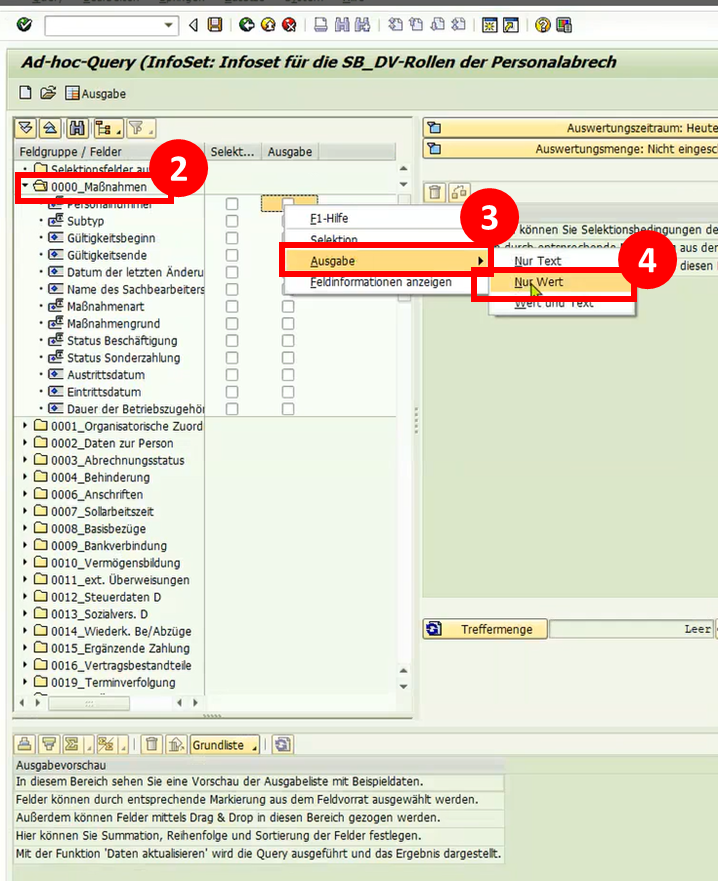 Ad-hoc-Query (InfoSet: Infoset für die SB_DV-Rollen der Personalabrech
Ausgabe
Feldgruppe / Felder Selekt... Ausgabe
Selektionsfelder au
2
0000_Maßnahmen
Personalnummer
Subtyp
Gültigkeitsbeginn
Gültigkeitsende
Datum der letzten Änderu
Name des Sachbearbeiters
Maßnahmenart
Maßnahmengrund
Status Beschäftigung
Status Sonderzahlung
Austrittsdatum
Eintrittsdatum
Dauer der Betriebszugehör
0001_Organisatorische Zuord
0002_Daten zur Person
0003_Abrechnungsstatus
0004_Behinderung
0006_Anschriften
0007_Sollarbeitszeit
0008_Basisbezüge
0009_Bankverbindung
0010_Vermögensbildung
0011_ext. Überweisungen
0012_Steuerdaten D
0013_Sozialvers. D
0014_Wiederk. Be/Abzüge
0015_Ergänzende Zahlung
0016_Vertragsbestandteile
0019_Terminverfolgung
F1-Hilfe
Selektion
Ausgabe
Feldinformationen anzeigen
3
Nur Text
Nur Wert
Wert und Text
4
Auswertungszeitraum: Heute
Auswertungsmenge: Nicht eingesc
können Sie Selektionsbedingungen de
durch entsprechende aus der
diesen
Treffermenge Leer
Grundliste
Ausgabevorschau
In diesem Bereich sehen Sie eine Vorschau der Ausgabeliste mit Beispieldaten.
Felder können durch entsprechende Markierung aus dem Feldvorrat ausgewählt werden.
Außerdem können Felder mittels Drag & Drop in diesen Bereich gezogen werden.
Hier können Sie Summation, Reihenfolge und Sortierung der Felder festlegen.
Mit der Funktion 'Daten aktualisieren' wird die Query ausgeführt und das Ergebnis dargestellt.